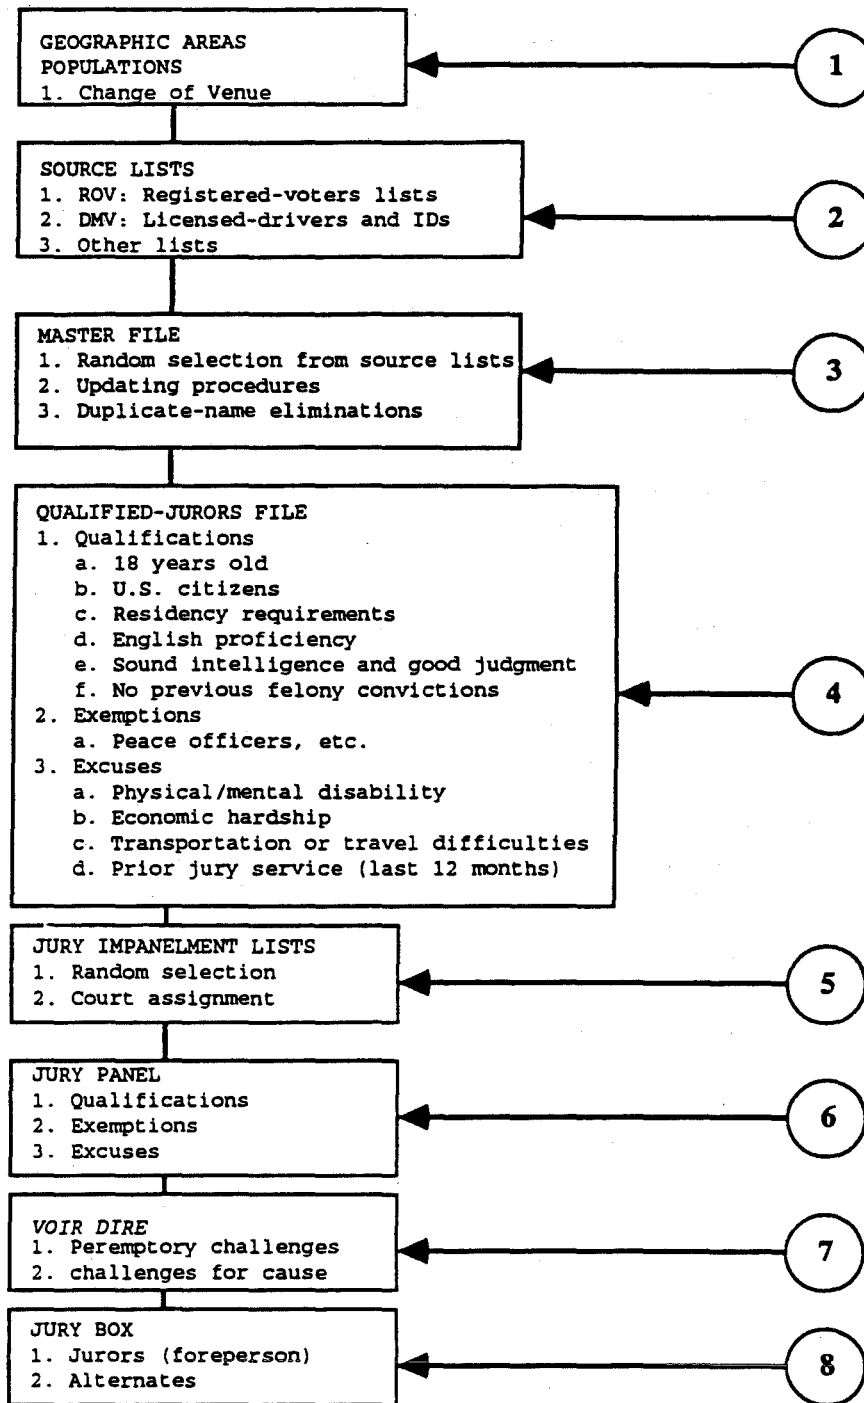 GEOGRAPHIC AREAS
POPULATIONS
1. Change of Venue
1
SOURCE LISTS
1. ROV: Registered-voters lists
2. DMV: Licensed-drivers and IDs
3. Other lists
2
MASTER FILE
1. Random selection from source lists
2. Updating procedures
3. Duplicate-name eliminations
3
QUALIFIED-JURORS FILE
1. Qualifications
a. 18 years old
b. U.S. citizens
c. Residency requirements
d. English proficiency
e. Sound intelligence and good judgment
f. No previous felony convictions
2. Exemptions
a. Peace officers, etc.
3. Excuses
a. Physical/mental disability
b. Economic hardship
c. Transportation or travel difficulties
d. Prior jury service (last 12 months)
4
JURY IMPANELMENT LISTS
1. Random selection
2. Court assignment
5
JURY PANEL
1. Qualifications
2. Exemptions
3. Excuses
6
VOIR DIRE
1. Peremptory challenges
2. challenges for cause
7
JURY BOX
1. Jurors (foreperson)
2. Alternates
8